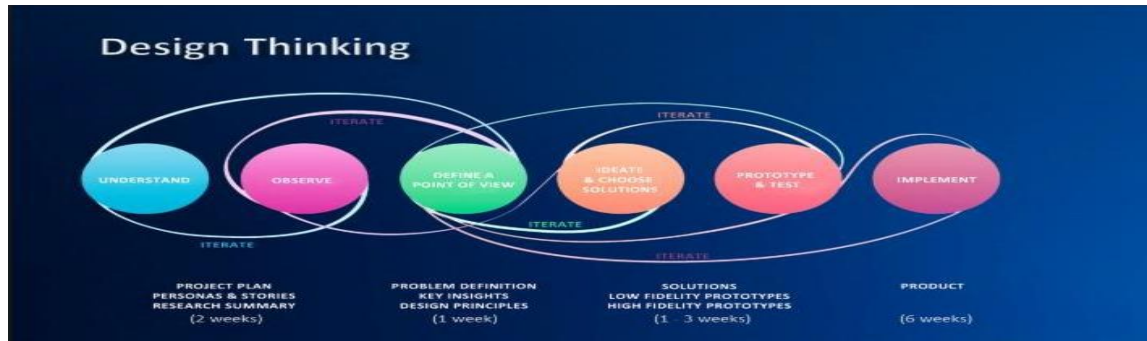 Design Thinking
ITERATE
ITERATE
UNDERSTAND
OBSERVE
DEFINE A
POINT OF VIEW
IDEATE
& CHOOSE
SOLUTIONS
PROTOTYPE
& TEST
IMPLEMENT
ITERATE
ITERATE
ITERATE
PROJECT PLAN
PERSONAS & STORIES
RESEARCH SUMMARY
(2 weeks)
PROBLEM DEFINITION
KEY INSIGHTS
DESIGN PRINCIPLES
(1 week)
SOLUTIONS
LOW FIDELITY PROTOTYPES
HIGH FIDELITY PROTOTYPES
(1 - 3 weeks)
PRODUCT
(6 weeks)